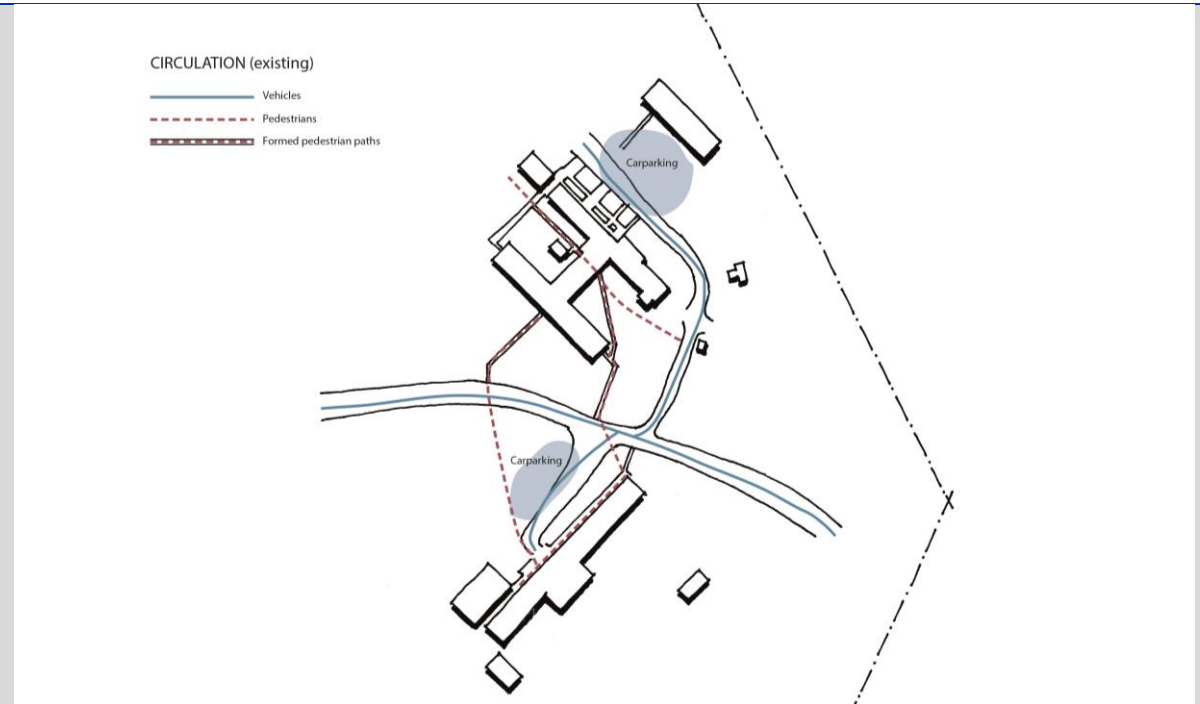 CIRCULATION (existing)
Vehicles
Pedestrians
Formed pedestrian paths
Carparking
Carparking